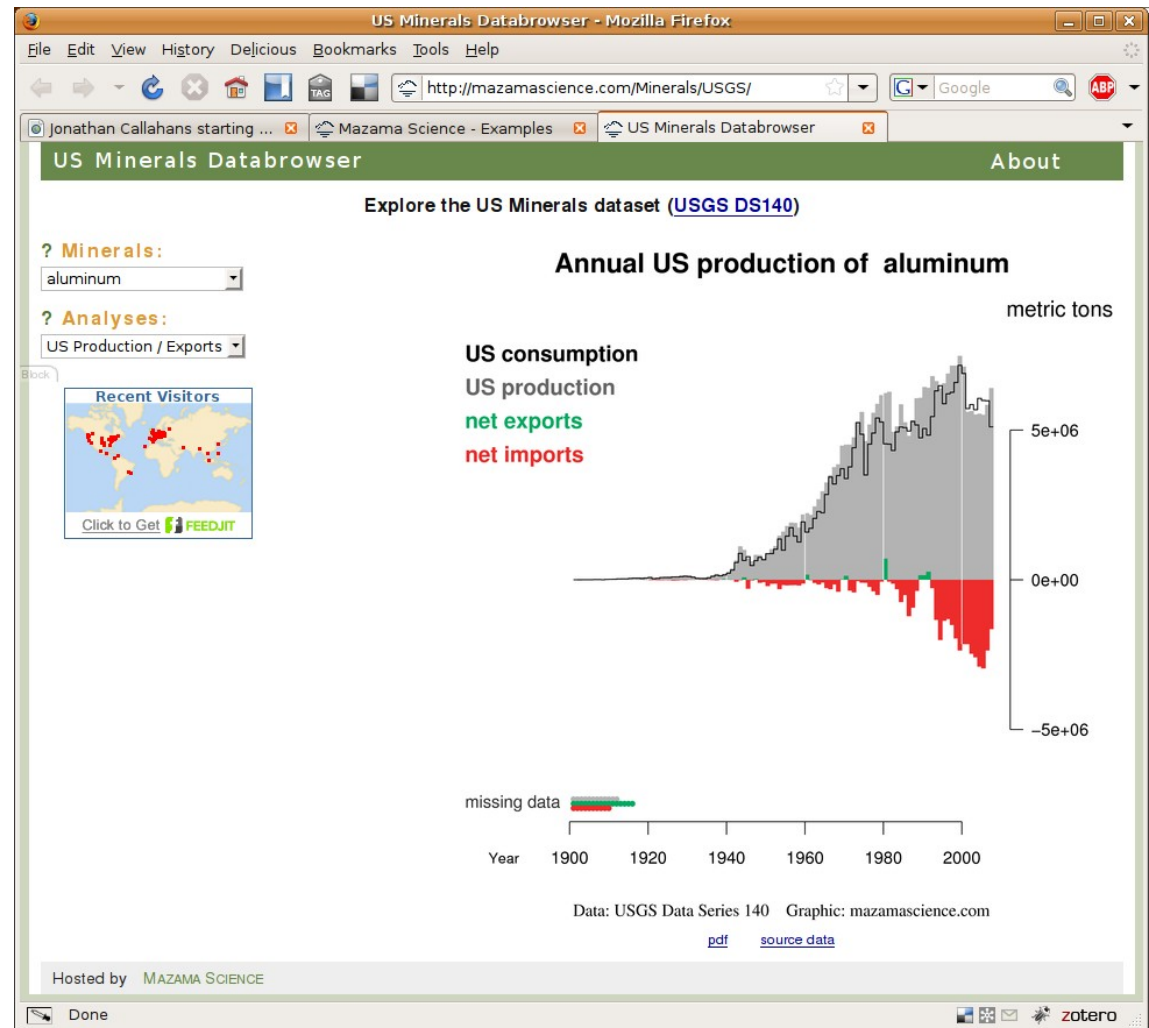 US Minerals Databrowser - Mozilla Firefox
File Edit View History Delicious Bookmarks Tools Help
TAG http://mazamascience.com/Minerals/USGS/ G Google ABP
Jonathan Callahans starting ... Mazama Science - Examples US Minerals Databrowser
US Minerals Databrowser About
Explore the US Minerals dataset (USGS DS140)
? Minerals:
aluminum
? Analyses:
US Production / Exports
Block
Recent Visitors
Click to Get FEEDJIT
Annual US production of aluminum
metric tons
US consumption
US production
net exports
net imports
5e+06
0e+00
−5e+06
missing data
Year 1900 1920 1940 1960 1980 2000
Data: USGS Data Series 140 Graphic: mazamascience.com
pdf source data
Hosted by MAZAMA SCIENCE
Done zotero